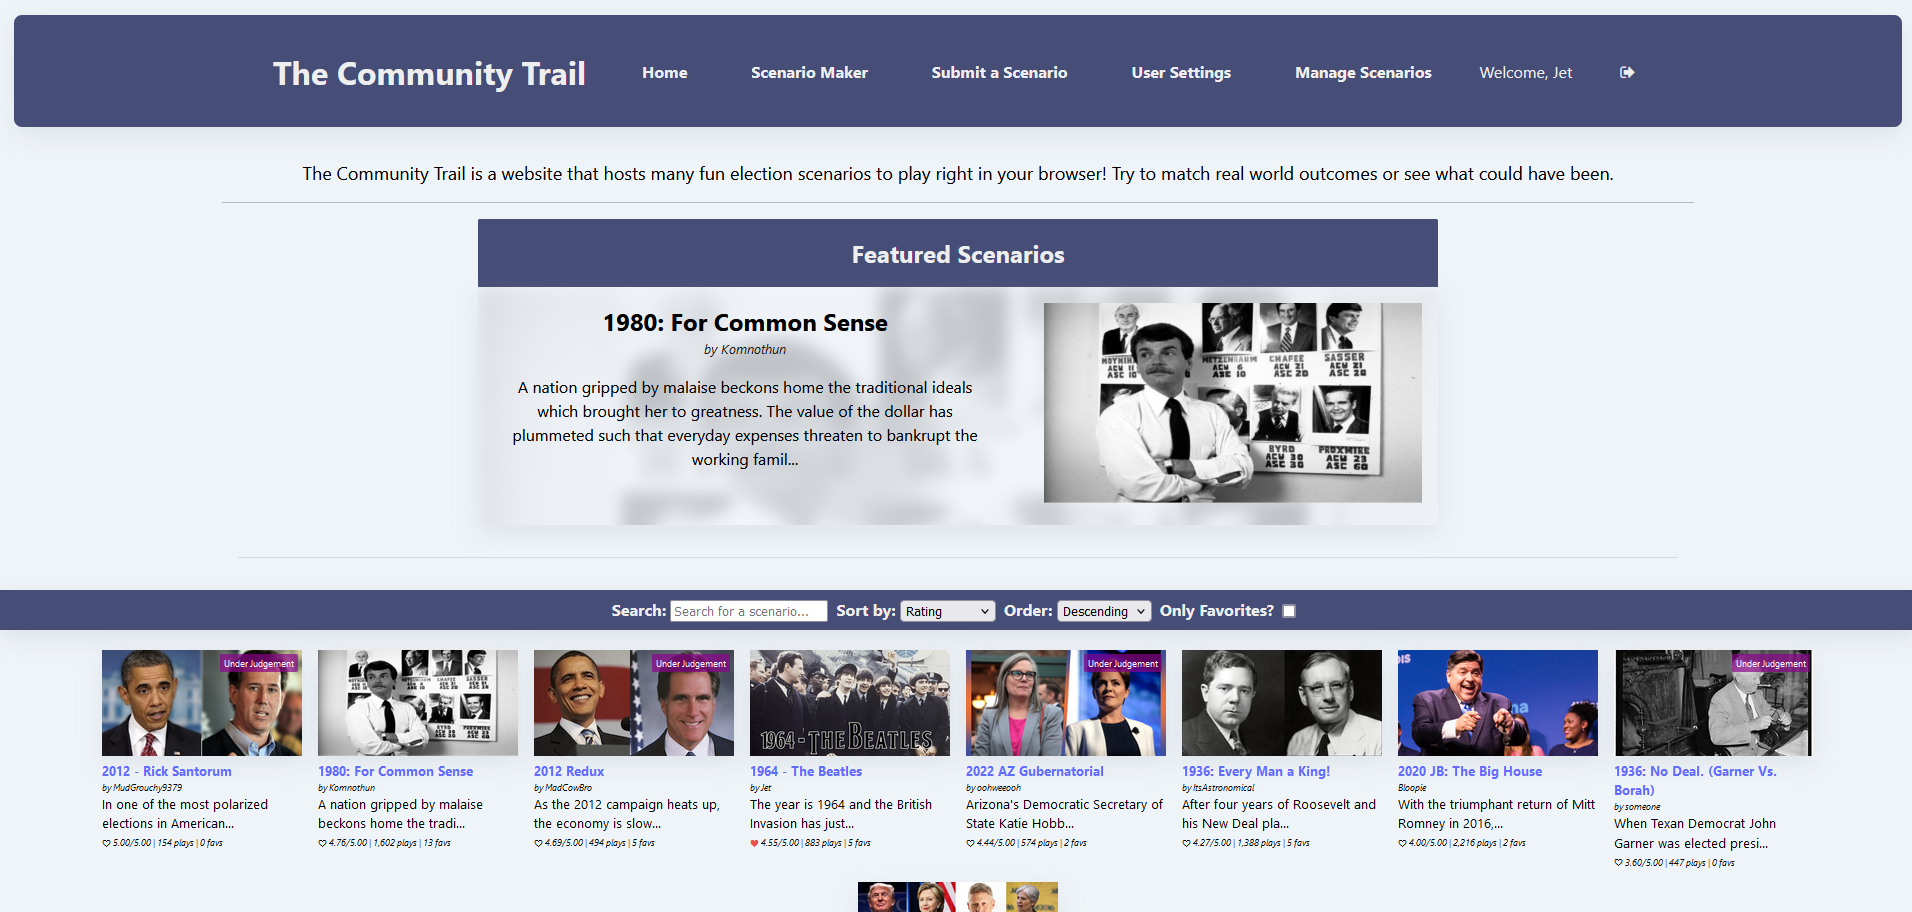 The Community Trail
Home
Scenario Maker
Submit a Scenario
User Settings
Manage Scenarios
Welcome, Jet
The Community Trail is a website that hosts many fun election scenarios to play right in your browser! Try to match real world outcomes or see what could have been.
Featured Scenarios
1980: For Common Sense
by Komnothun
A nation gripped by malaise beckons home the traditional ideals
which brought her to greatness. The value of the dollar has
plummeted such that everyday expenses threaten to bankrupt the
working famil...
METZENBAUM
ACU 6
ASC 10
CHAFEE
ACU 21
ASC 20
SASSER
ACU 21
ASC 20
BYRD
ACU 30
ASC 30
PROXMIRE
ACU 23
ASC 60
Search:
Search for a scenario...
Sort by:
Rating
Order:
Descending
Only Favorites?
Under Judgement
2012 - Rick Santorum
by MudGrouchy9379
In one of the most polarized
elections in American...
5.00/5.00 | 154 plays | 0 favs
1980: For Common Sense
by Komnothun
A nation gripped by malaise
beckons home the tradi...
4.76/5.00 | 1,602 plays | 13 favs
Under Judgement
2012 Redux
by MadCowBro
As the 2012 campaign heats up,
the economy is slow...
4.69/5.00 | 494 plays | 5 favs
1964 - THE BEATLES
1964 - The Beatles
by Jet
The year is 1964 and the British
Invasion has just...
4.55/5.00 | 883 plays | 5 favs
Under Judgement
2022 AZ Gubernatorial
by oohweeooh
Arizona's Democratic Secretary of
State Katie Hobb...
4.44/5.00 | 574 plays | 2 favs
1936: Every Man a King!
by ItsAstronomical
After four years of Roosevelt and
his New Deal pla...
4.27/5.00 | 1,388 plays | 5 favs
2020 JB: The Big House
Bloopie
With the triumphant return of Mitt
Romney in 2016,...
4.00/5.00 | 2,216 plays | 2 favs
Under Judgement
1936: No Deal. (Garner Vs.
Borah)
by someone
When Texan Democrat John
Garner was elected presi...
3.60/5.00 | 447 plays | 0 favs